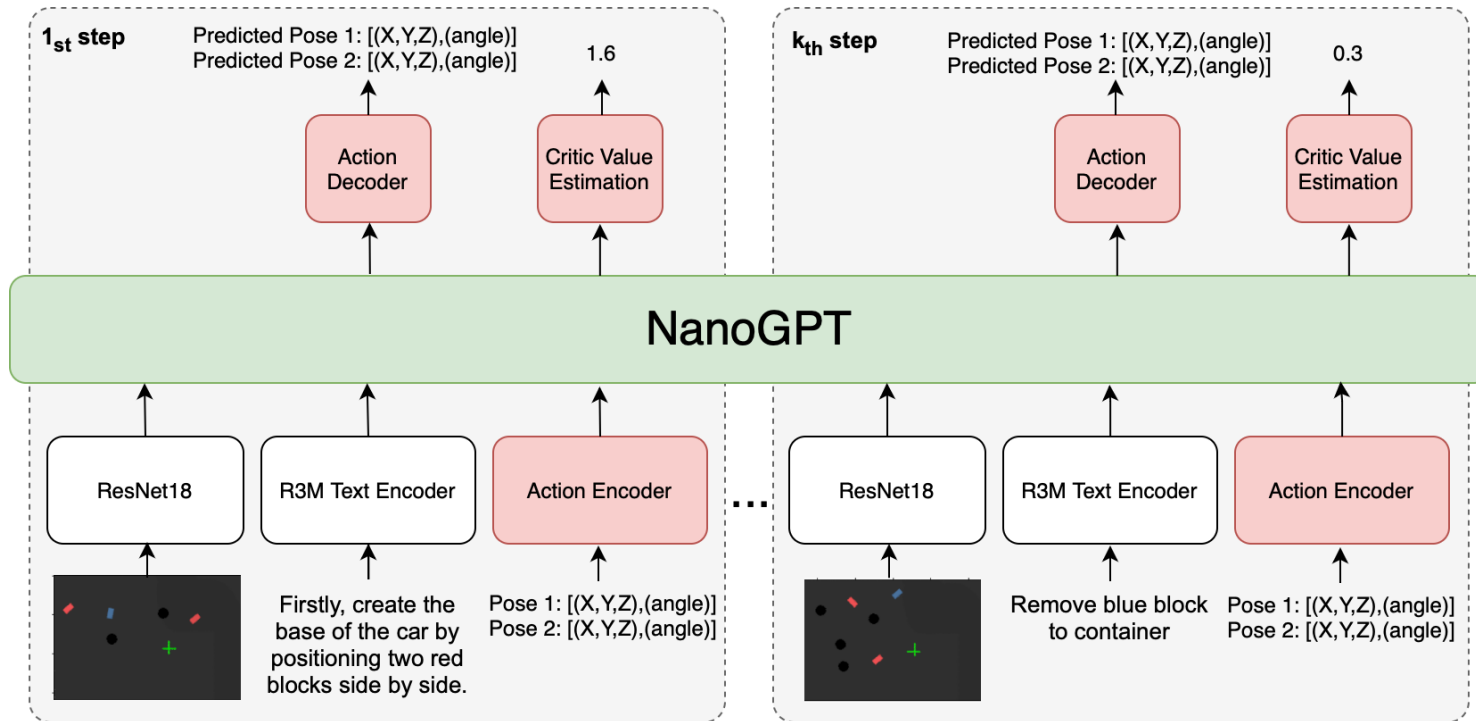 1st step
Predicted Pose 1: [(X,Y,Z),(angle)]
Predicted Pose 2: [(X,Y,Z),(angle)]
1.6
Action
Decoder
Critic Value
Estimation
kth step
Predicted Pose 1: [(X,Y,Z),(angle)]
Predicted Pose 2: [(X,Y,Z),(angle)]
0.3
Action
Decoder
Critic Value
Estimation
NanoGPT
ResNet18
R3M Text Encoder
Action Encoder
...
ResNet18
R3M Text Encoder
Action Encoder
Firstly, create the
base of the car by
positioning two red
blocks side by side.
Pose 1: [(X,Y,Z),(angle)]
Pose 2: [(X,Y,Z),(angle)]
Remove blue block
to container
Pose 1: [(X,Y,Z),(angle)]
Pose 2: [(X,Y,Z),(angle)]